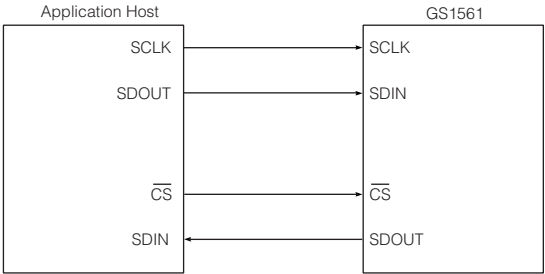 Application Host
GS1561
SCLK
SCLK
SDOUT
SDIN
CS
CS
SDIN
SDOUT